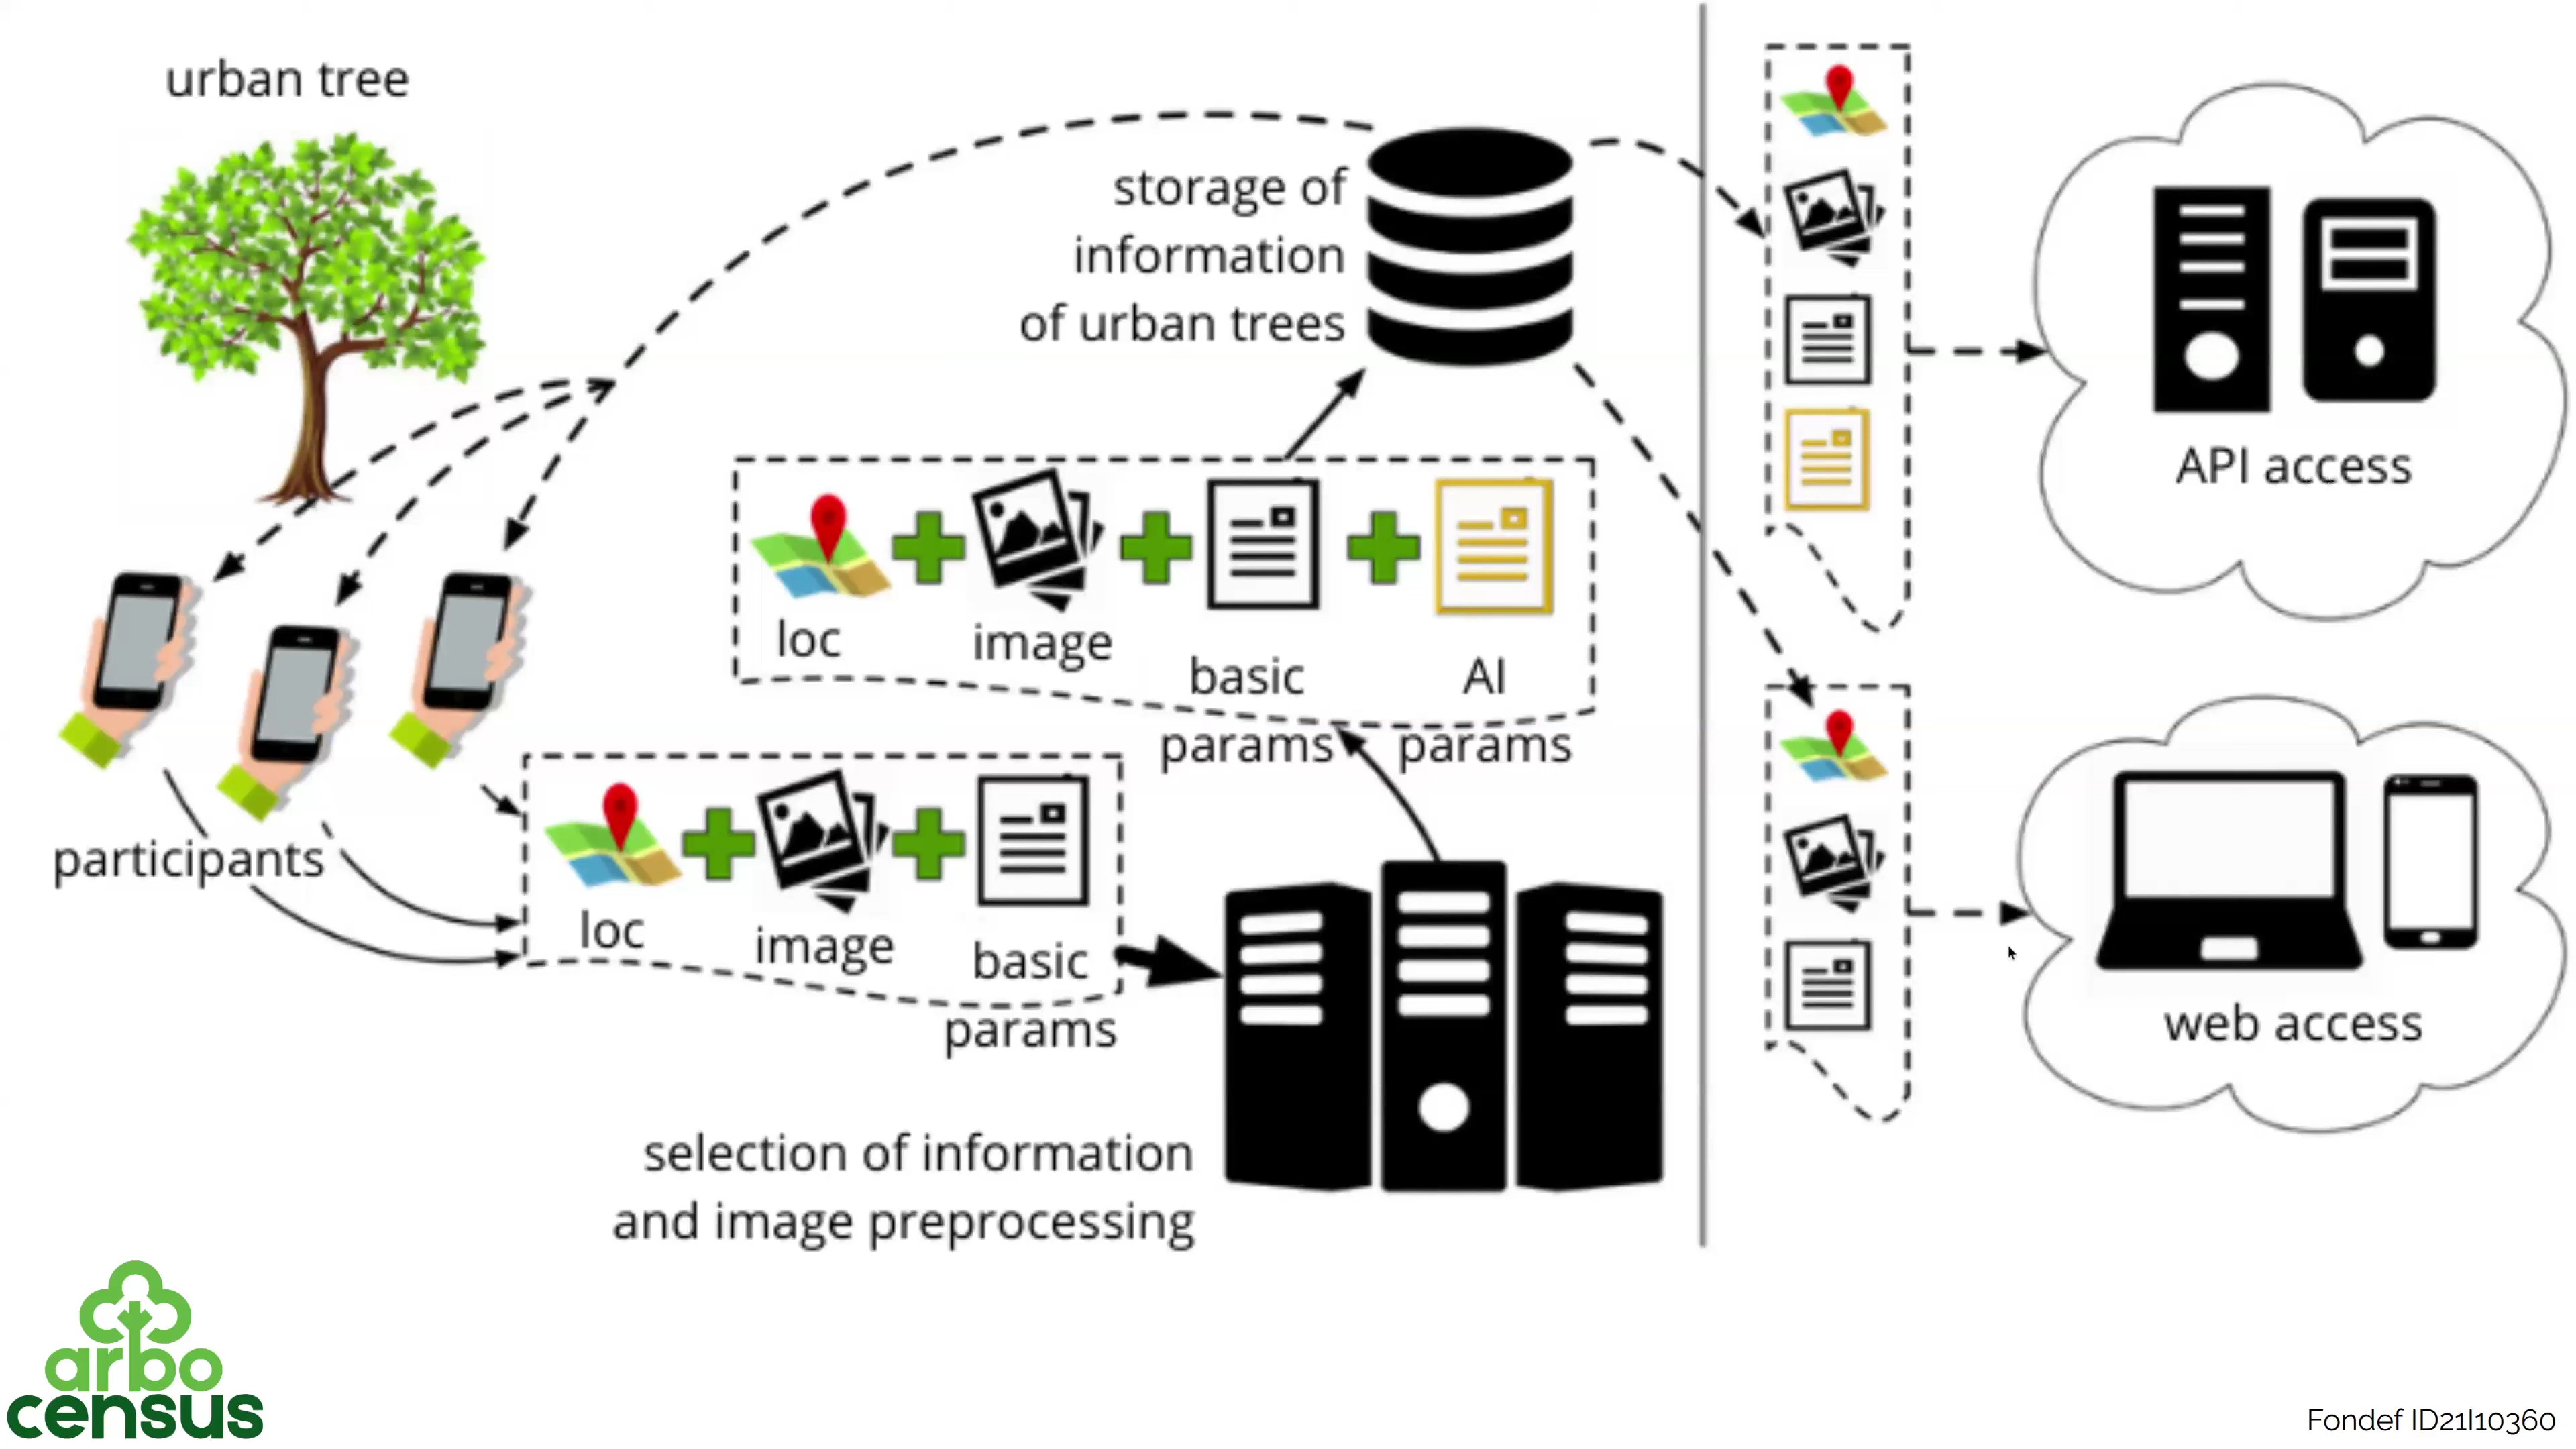 urban tree
storage of
information
of urban trees
loc
image
basic
params
AI
params
participants
loc
image
basic
params
selection of information
and image preprocessing
API access
web access
arbo
census
Fondef ID21I10360